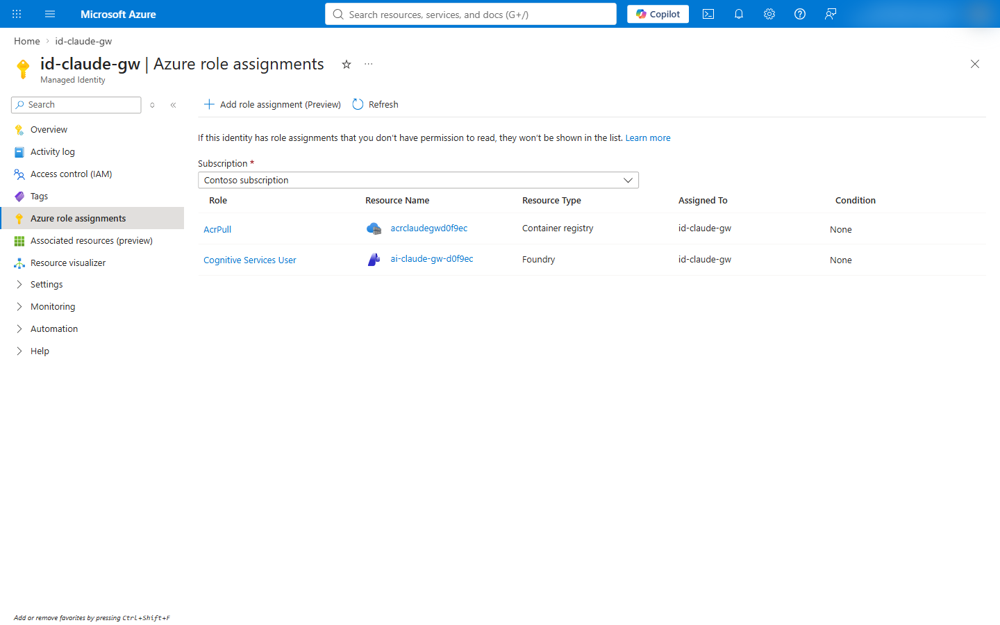 Microsoft Azure
Search resources, services, and docs (G+/)
Copilot
Home > id-claude-gw
id-claude-gw | Azure role assignments
Managed Identity
Search
Overview
Activity log
Access control (IAM)
Tags
Azure role assignments
Associated resources (preview)
Resource visualizer
Settings
Monitoring
Automation
Help
Add role assignment (Preview)
Refresh
If this identity has role assignments that you don't have permission to read, they won't be shown in the list. Learn more
Subscription *
Contoso subscription
Role Resource Name Resource Type Assigned To Condition
AcrPull acrclaudegwd0f9ec Container registry id-claude-gw None
Cognitive Services User ai-claude-gw-d0f9ec Foundry id-claude-gw None
Add or remove favorites by pressing Ctrl+Shift+F